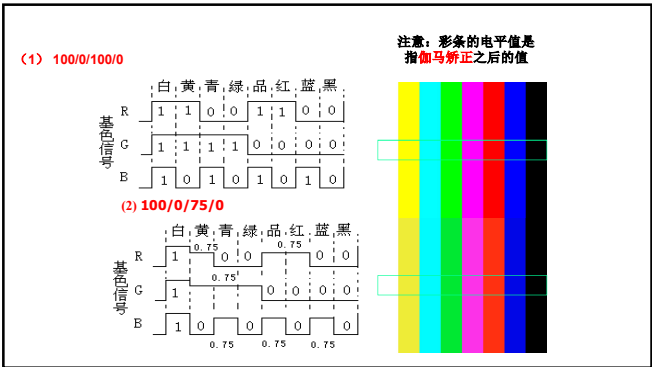 注意：彩条的电平值是
指伽马矫正之后的值
（1） 100/0/100/0
白 黄 青 绿 品 红 蓝 黑
基色信号
R 1 1 0 0 1 1 0 0
G 1 1 1 1 0 0 0 0
B 1 0 1 0 1 0 1 0
(2) 100/0/75/0
白 黄 青 绿 品 红 蓝 黑
基色信号
0.75 0.75
R 1 0 0 0 0
0.75
G 1 0 0 0 0
B 1 0 0 0 0
0.75 0.75 0.75